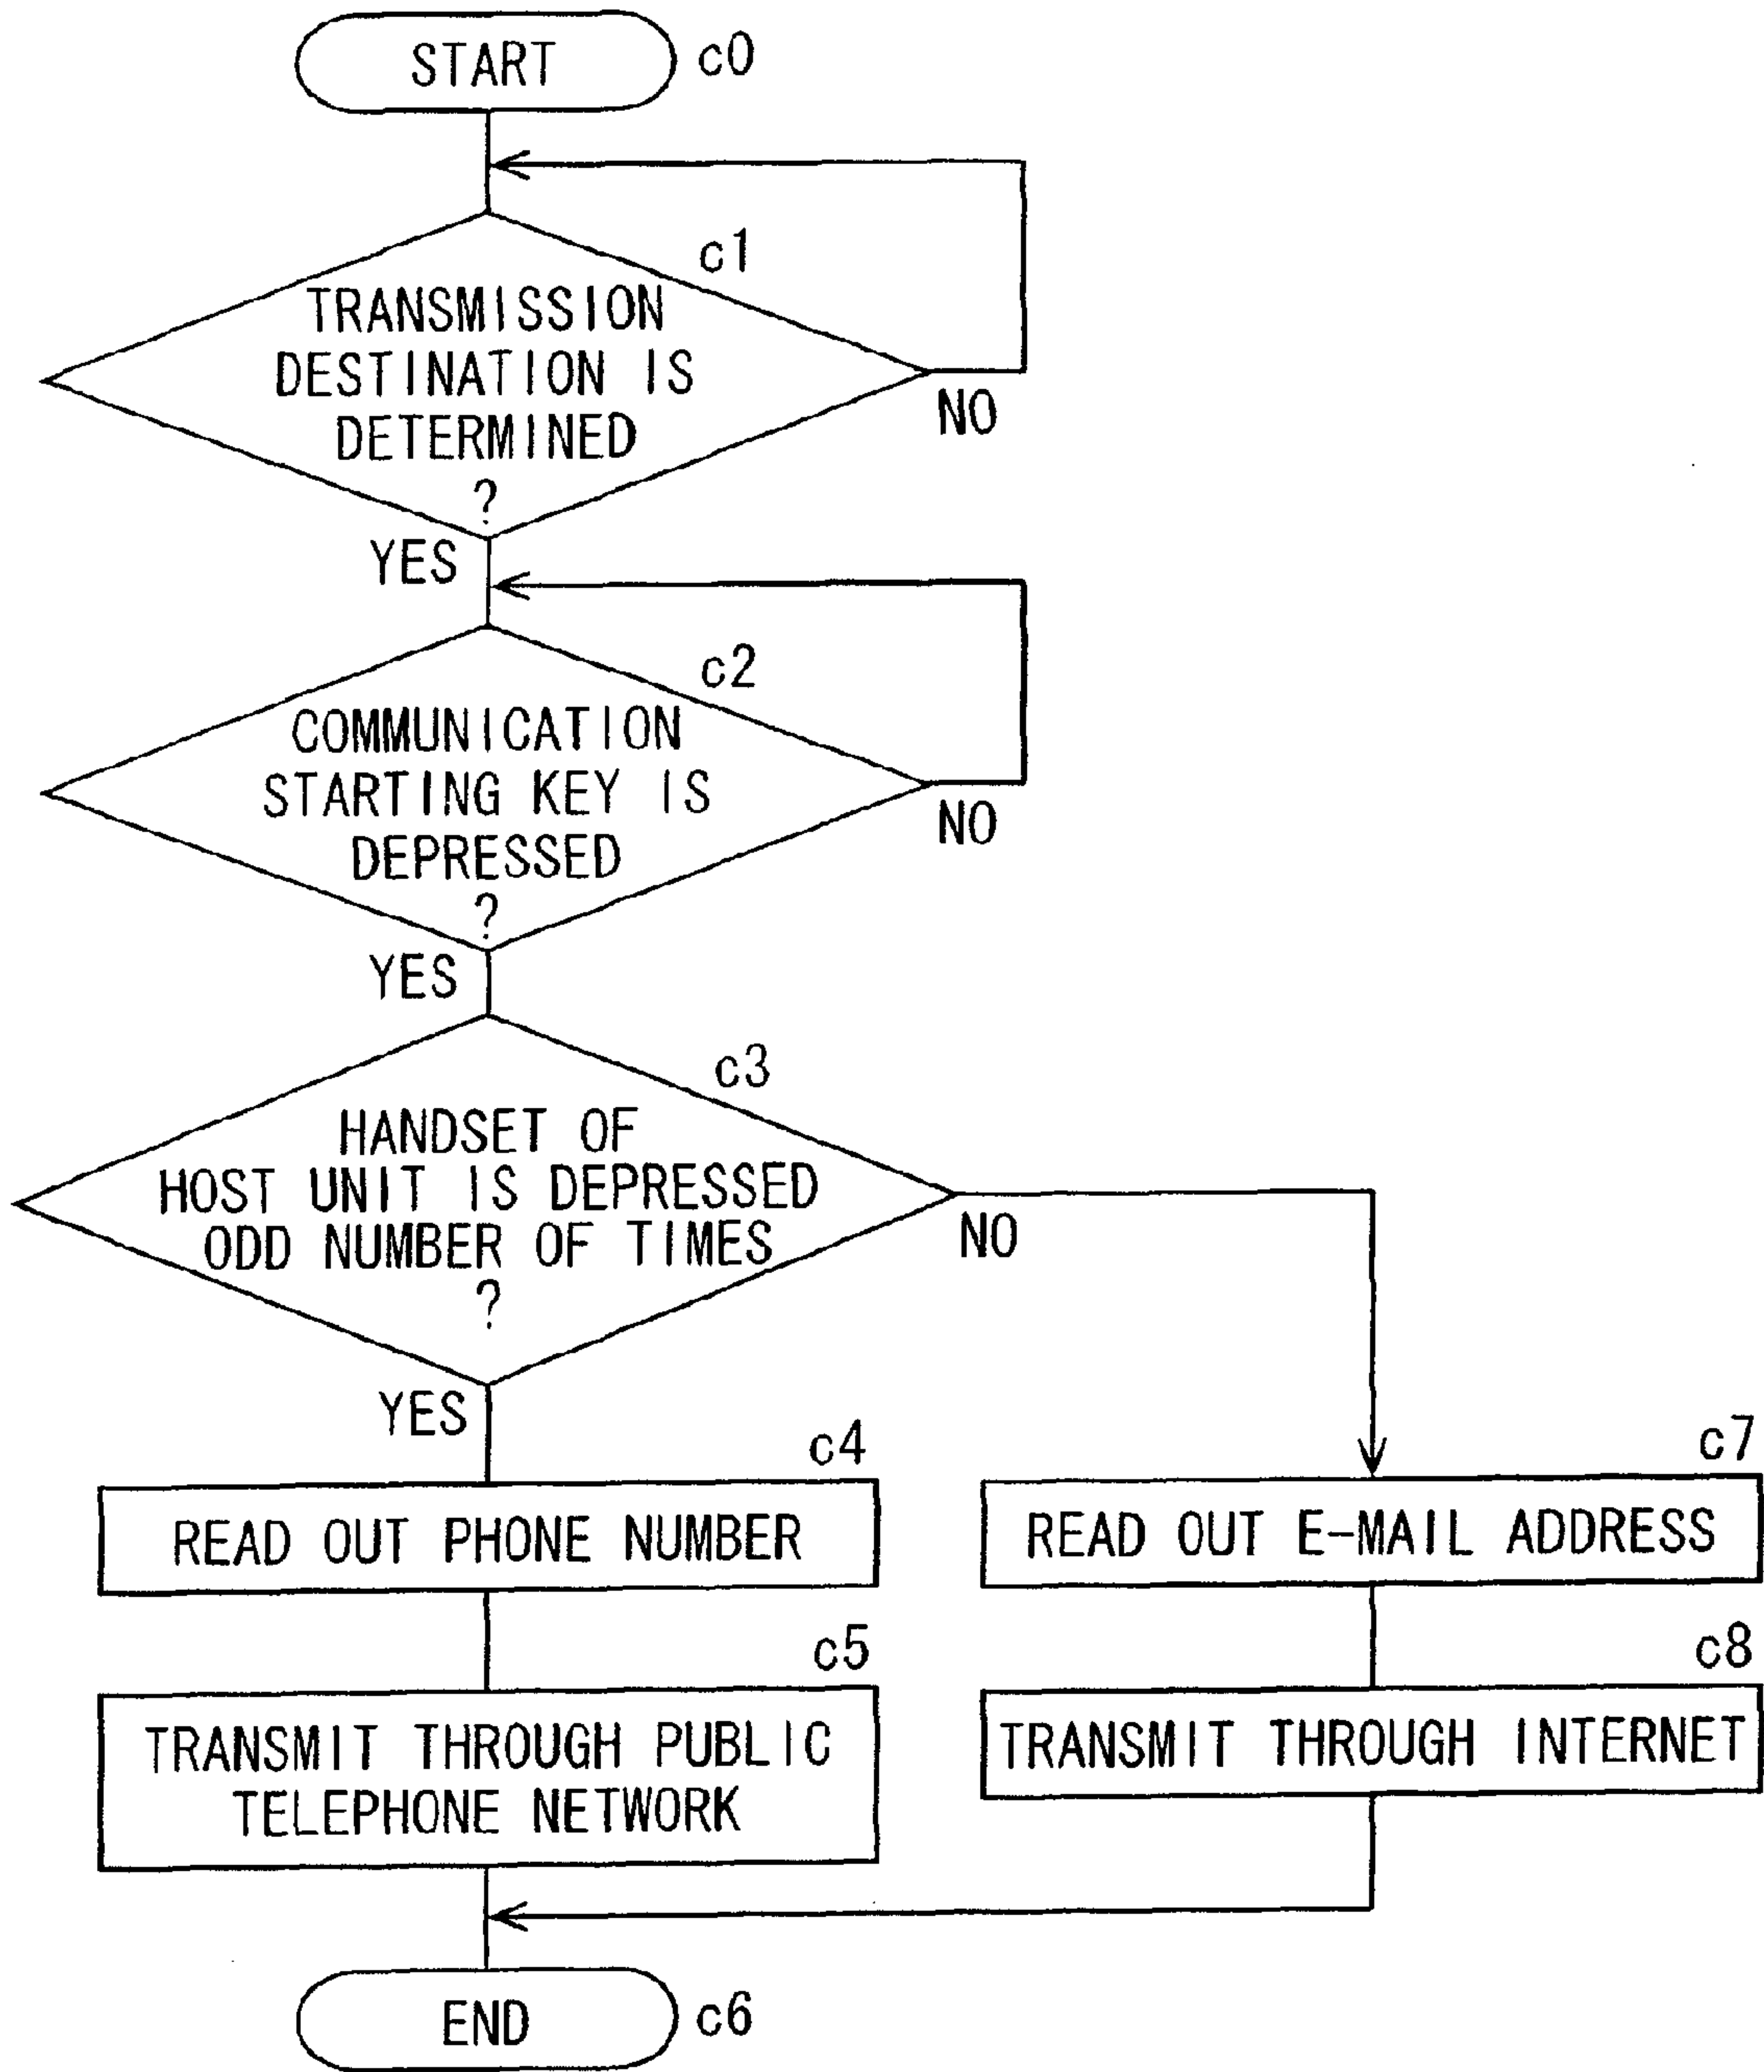 START
c0
c1
TRANSMISSION
DESTINATION IS
DETERMINED
?
NO
YES
c2
COMMUNICATION
STARTING KEY IS
DEPRESSED
?
NO
YES
c3
HANDSET OF
HOST UNIT IS DEPRESSED
ODD NUMBER OF TIMES
?
NO
YES
c4
READ OUT PHONE NUMBER
c5
TRANSMIT THROUGH PUBLIC
TELEPHONE NETWORK
c7
READ OUT E-MAIL ADDRESS
c8
TRANSMIT THROUGH INTERNET
END
c6